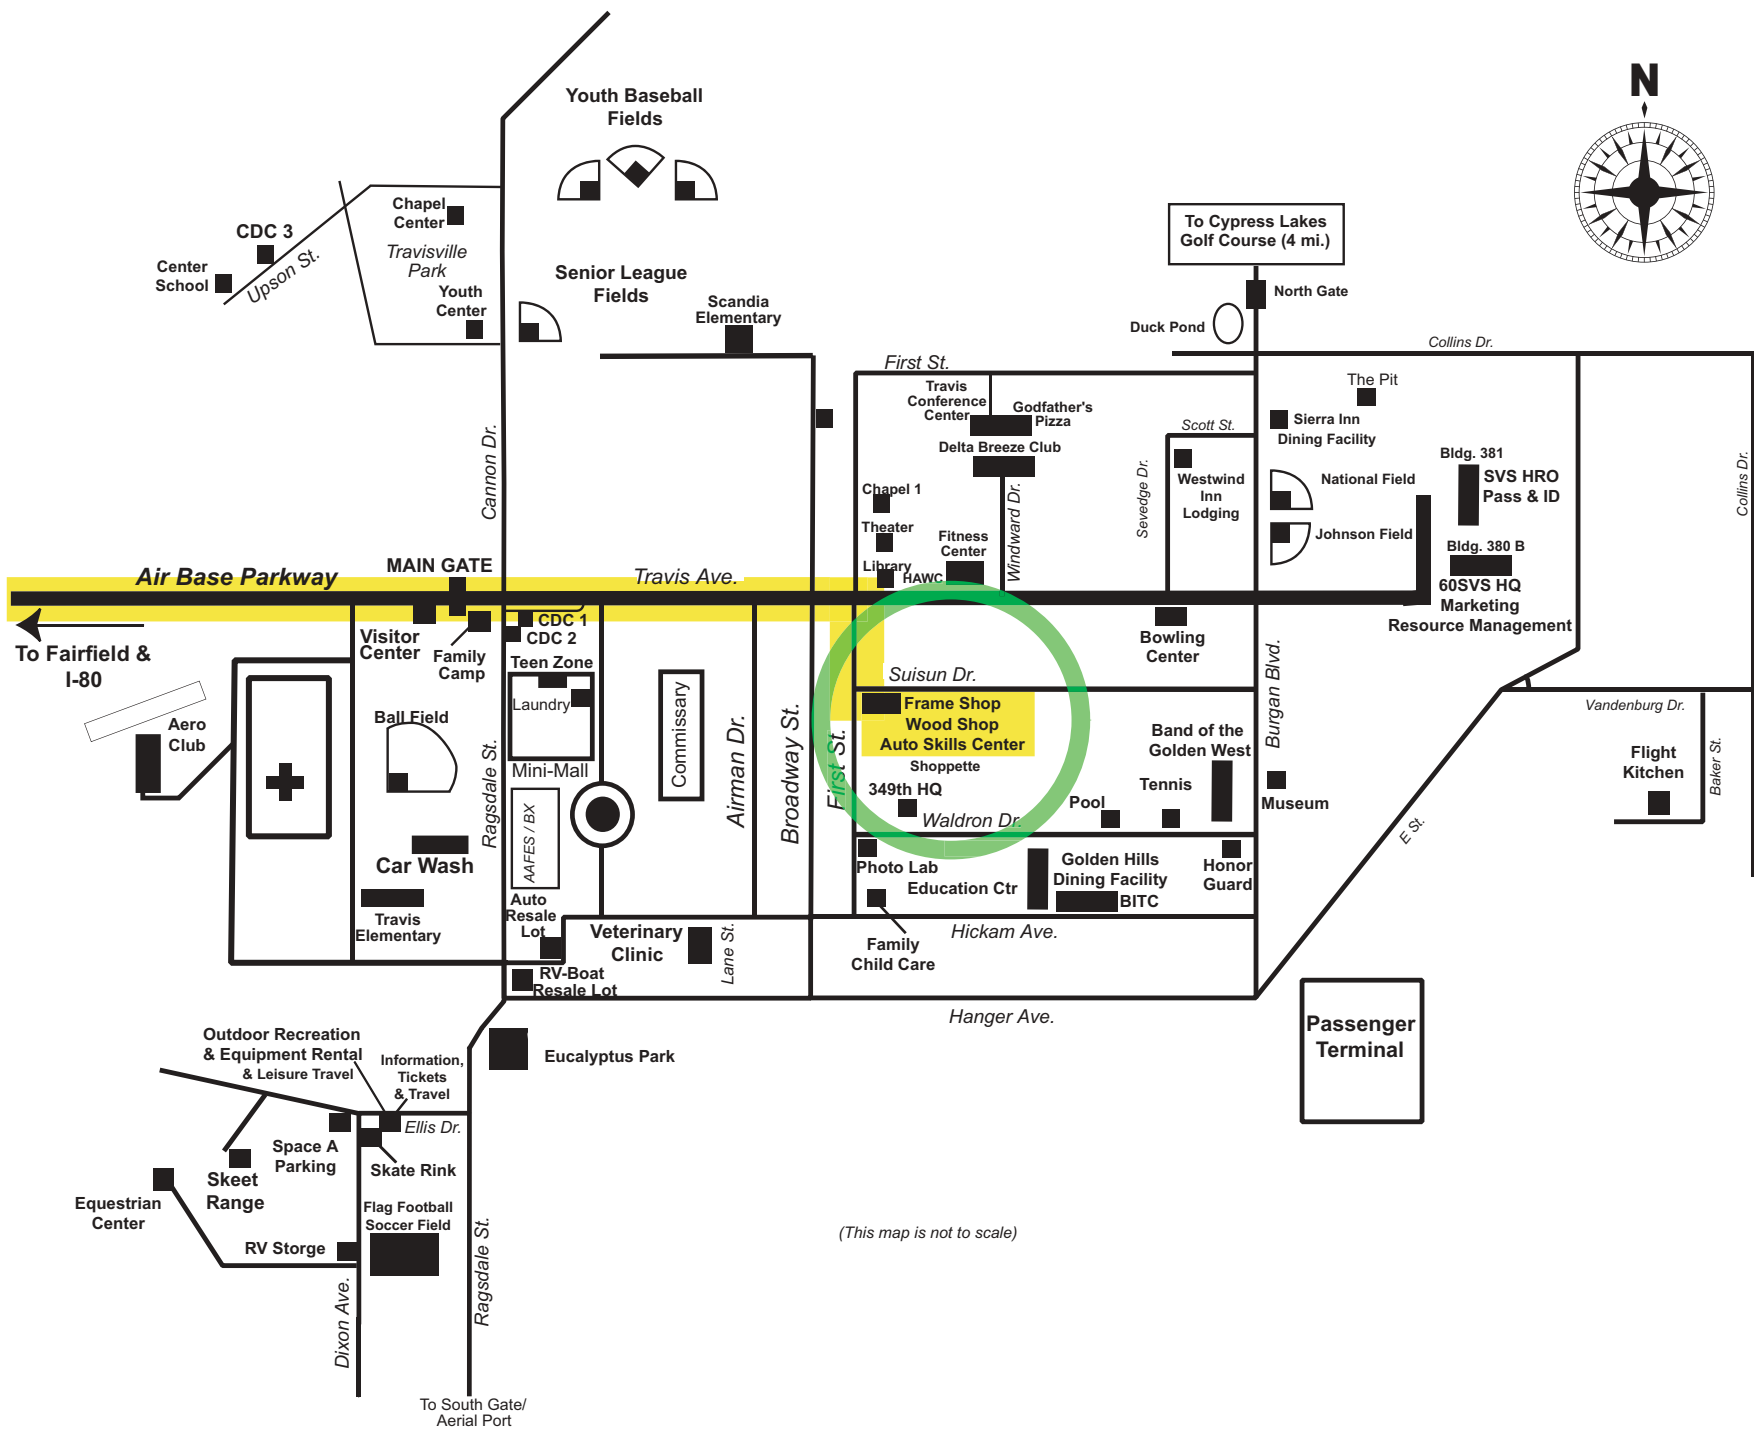 N
Youth Baseball
Fields
Chapel
Center
CDC 3
Travisville
Park
Center
School
Upson St.
Youth
Center
Senior League
Fields
Scandia
Elementary
To Cypress Lakes
Golf Course (4 mi.)
North Gate
Duck Pond
Collins Dr.
First St.
Travis
Conference
Center
Godfather's
Pizza
Delta Breeze Club
The Pit
Sierra Inn
Dining Facility
Scott St.
Cannon Dr.
Sevedge Dr.
Westwind
Inn
Lodging
National Field
Bldg. 381
SVS HRO
Pass & ID
Collins Dr.
Chapel 1
Theater
Fitness
Center
Windward Dr.
Johnson Field
Bldg. 380 B
60SVS HQ
Marketing
Resource Management
Library
HAWC
MAIN GATE
Air Base Parkway
Travis Ave.
To Fairfield &
I-80
Visitor
Center
Family
Camp
CDC 1
CDC 2
Teen Zone
Laundry
Mini-Mall
Commissary
Bowling
Center
Suisun Dr.
Frame Shop
Wood Shop
Auto Skills Center
Shoppette
349th HQ
Waldron Dr.
Burgan Blvd.
Band of the
Golden West
Tennis
Pool
Museum
Vandenburg Dr.
Flight
Kitchen
Baker St.
E St.
Aero
Club
Ball Field
Ragsdale St.
Airman Dr.
Broadway St.
First St.
AAFES / BX
Car Wash
Travis
Elementary
Auto
Resale
Lot
Veterinary
Clinic
Lane St.
RV-Boat
Resale Lot
Photo Lab
Education Ctr
Golden Hills
Dining Facility
BITC
Honor
Guard
Family
Child Care
Hickam Ave.
Hanger Ave.
Passenger
Terminal
Outdoor Recreation
& Equipment Rental
& Leisure Travel
Information,
Tickets
& Travel
Eucalyptus Park
Ellis Dr.
Space A
Parking
Skate Rink
Skeet
Range
Equestrian
Center
Flag Football
Soccer Field
RV Storge
Dixon Ave.
Ragsdale St.
(This map is not to scale)
To South Gate/
Aerial Port